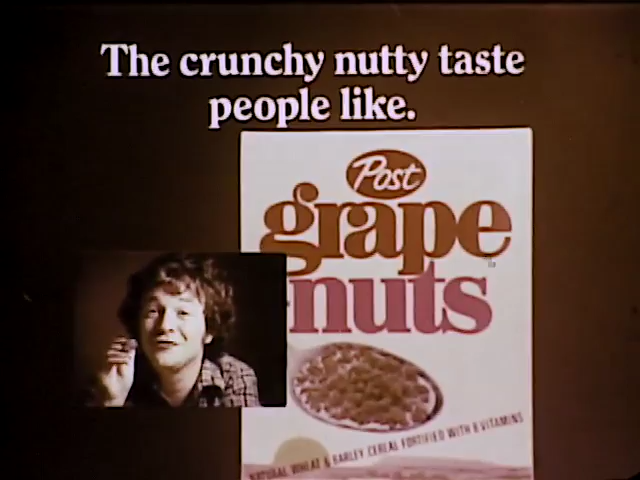 The crunchy nutty taste
people like.
Post
grape
-nuts
NATURAL WHEAT & BARLEY CEREAL FORTIFIED WITH 8 VITAMINS